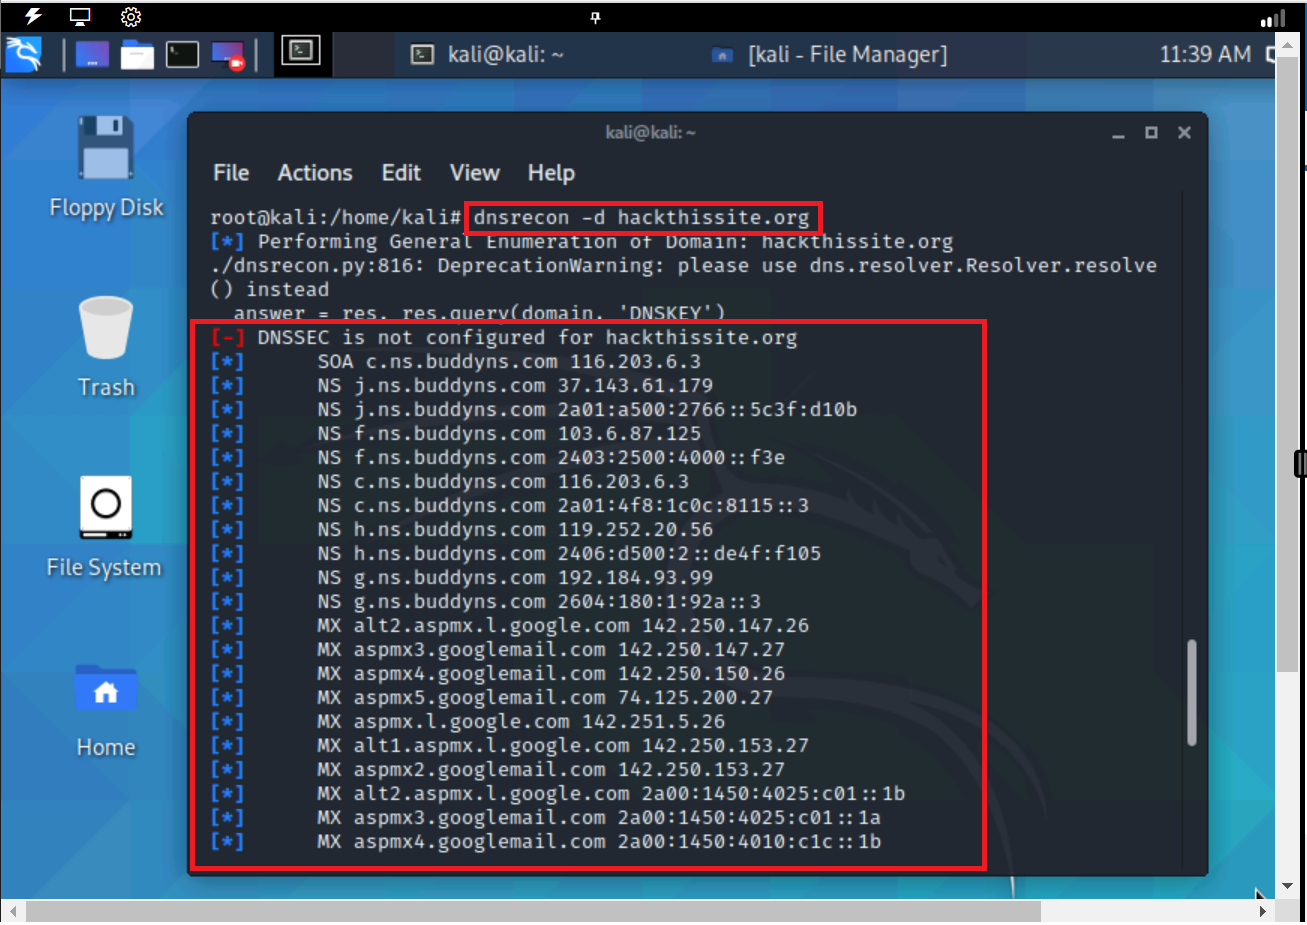 kali@kali: ~
[kali - File Manager]
11:39 AM
Floppy Disk
Trash
File System
Home
kali@kali: ~
File Actions Edit View Help
root@kali:/home/kali# dnsrecon -d hackthissite.org
[*] Performing General Enumeration of Domain: hackthissite.org
./dnsrecon.py:816: DeprecationWarning: please use dns.resolver.Resolver.resolve
() instead
answer = res._res.query(domain, 'DNSKEY')
[-] DNSSEC is not configured for hackthissite.org
[*] SOA c.ns.buddyns.com 116.203.6.3
[*] NS j.ns.buddyns.com 37.143.61.179
[*] NS j.ns.buddyns.com 2a01:a500:2766::5c3f:d10b
[*] NS f.ns.buddyns.com 103.6.87.125
[*] NS f.ns.buddyns.com 2403:2500:4000::f3e
[*] NS c.ns.buddyns.com 116.203.6.3
[*] NS c.ns.buddyns.com 2a01:4f8:1c0c:8115::3
[*] NS h.ns.buddyns.com 119.252.20.56
[*] NS h.ns.buddyns.com 2406:d500:2::de4f:f105
[*] NS g.ns.buddyns.com 192.184.93.99
[*] NS g.ns.buddyns.com 2604:180:1:92a::3
[*] MX alt2.aspmx.l.google.com 142.250.147.26
[*] MX aspmx3.googlemail.com 142.250.147.27
[*] MX aspmx4.googlemail.com 142.250.150.26
[*] MX aspmx5.googlemail.com 74.125.200.27
[*] MX aspmx.l.google.com 142.251.5.26
[*] MX alt1.aspmx.l.google.com 142.250.153.27
[*] MX aspmx2.googlemail.com 142.250.153.27
[*] MX alt2.aspmx.l.google.com 2a00:1450:4025:c01::1b
[*] MX aspmx3.googlemail.com 2a00:1450:4025:c01::1a
[*] MX aspmx4.googlemail.com 2a00:1450:4010:c1c::1b